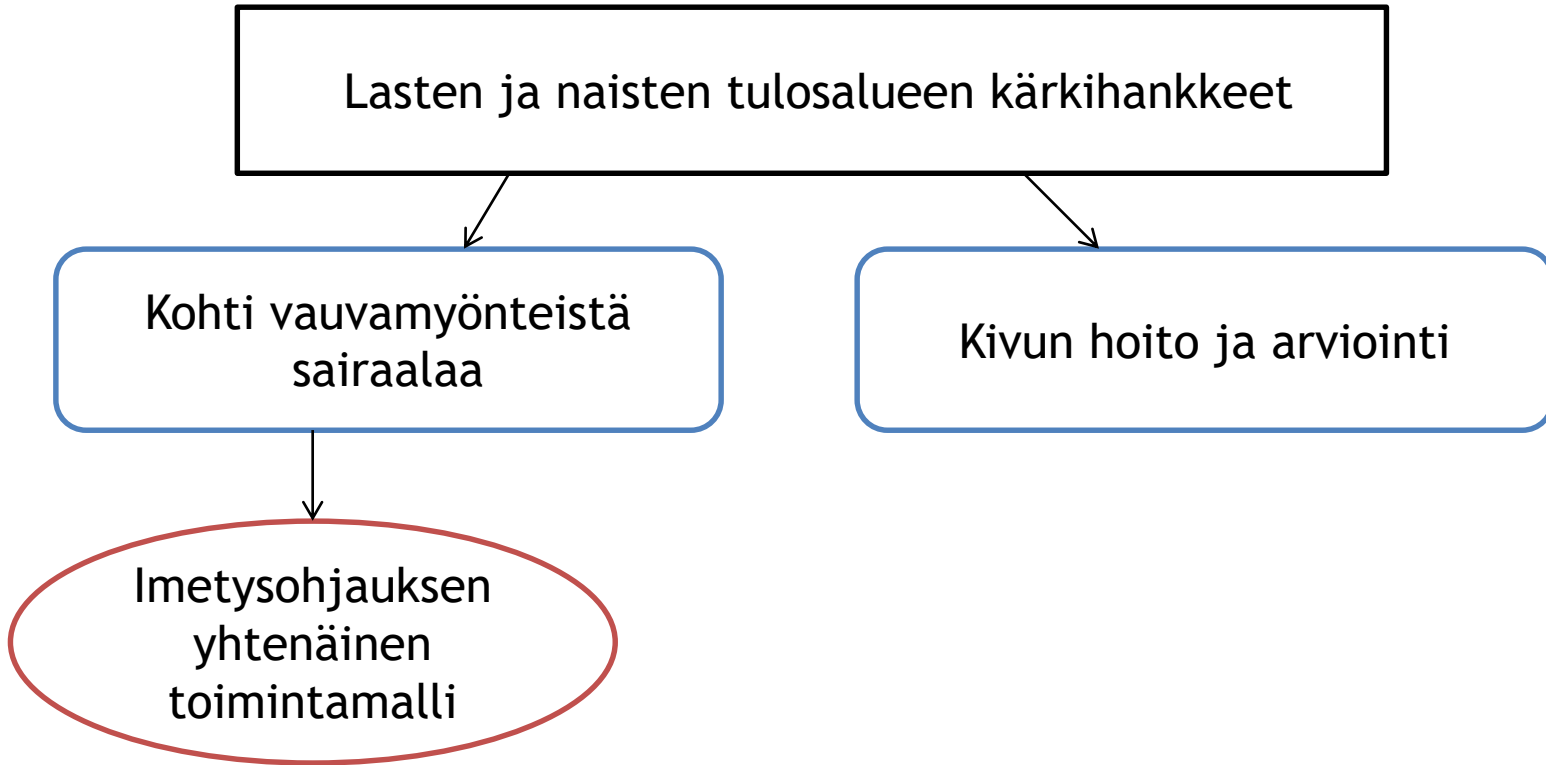 Lasten ja naisten tulosalueen kärkihankkeet
Kohti vauvamyönteistä
sairaalaa
Kivun hoito ja arviointi
Imetysohjauksen
yhtenäinen
toimintamalli